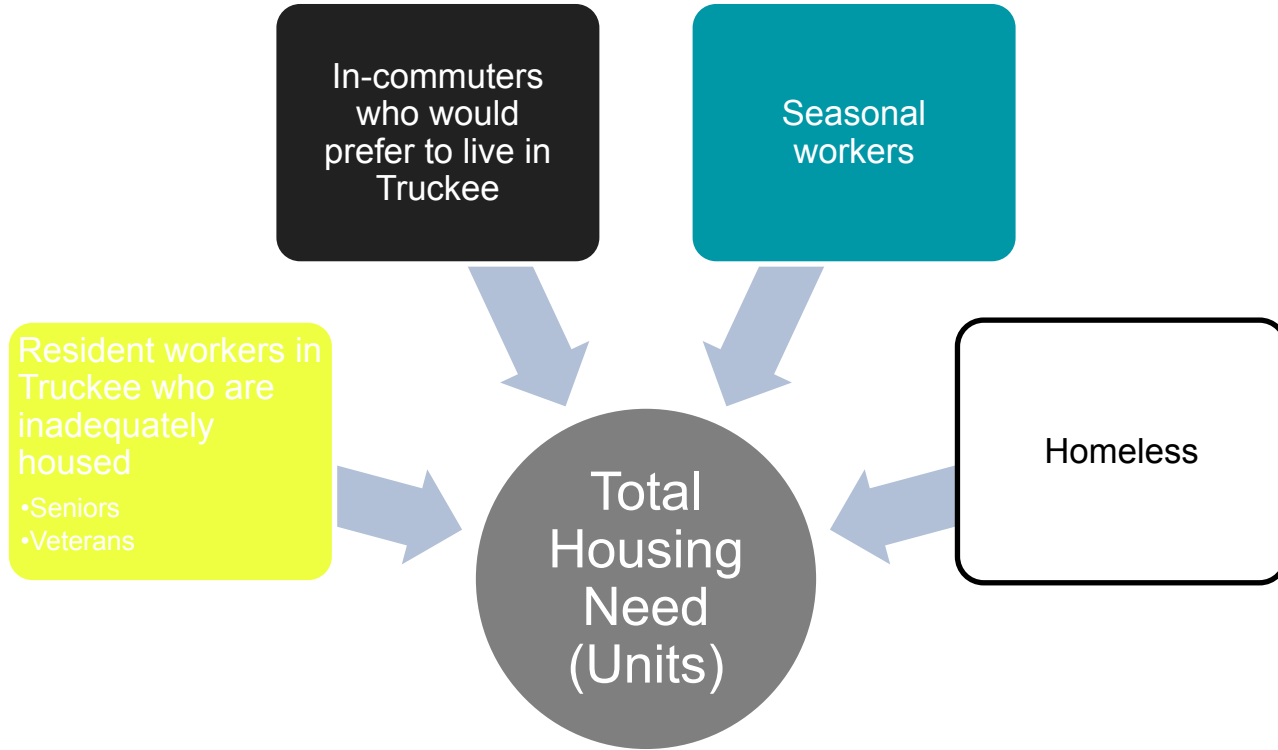 In-commuters
who would
prefer to live in
Truckee
Seasonal
workers
Resident workers in
Truckee who are
inadequately
housed
•Seniors
•Veterans
Homeless
Total
Housing
Need
(Units)